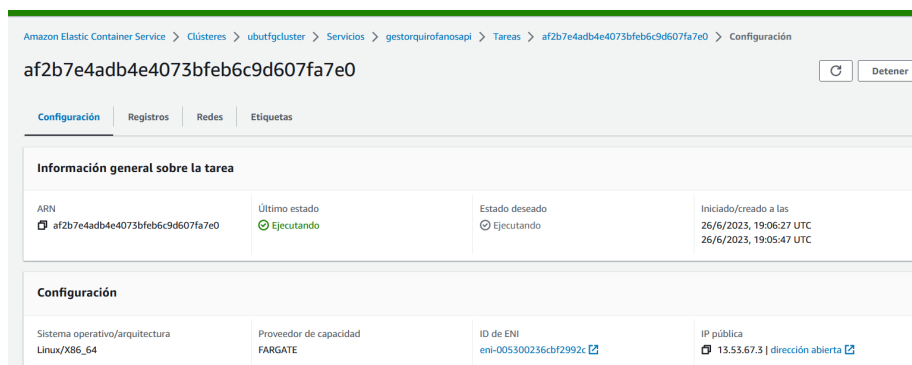 Amazon Elastic Container Service > Clústeres > ubutfgcluster > Servicios > gestorquirofanosapi > Tareas > af2b7e4adb4e4073bfeb6c9d607fa7e0 > Configuración
af2b7e4adb4e4073bfeb6c9d607fa7e0
Detener
Configuración Registros Redes Etiquetas
Información general sobre la tarea
ARN Último estado Estado deseado Iniciado/creado a las
af2b7e4adb4e4073bfeb6c9d607fa7e0 Ejecutando Ejecutando 26/6/2023, 19:06:27 UTC
26/6/2023, 19:05:47 UTC
Configuración
Sistema operativo/arquitectura Proveedor de capacidad ID de ENI IP pública
Linux/X86_64 FARGATE eni-005300236cbf2992c 13.53.67.3 | dirección abierta